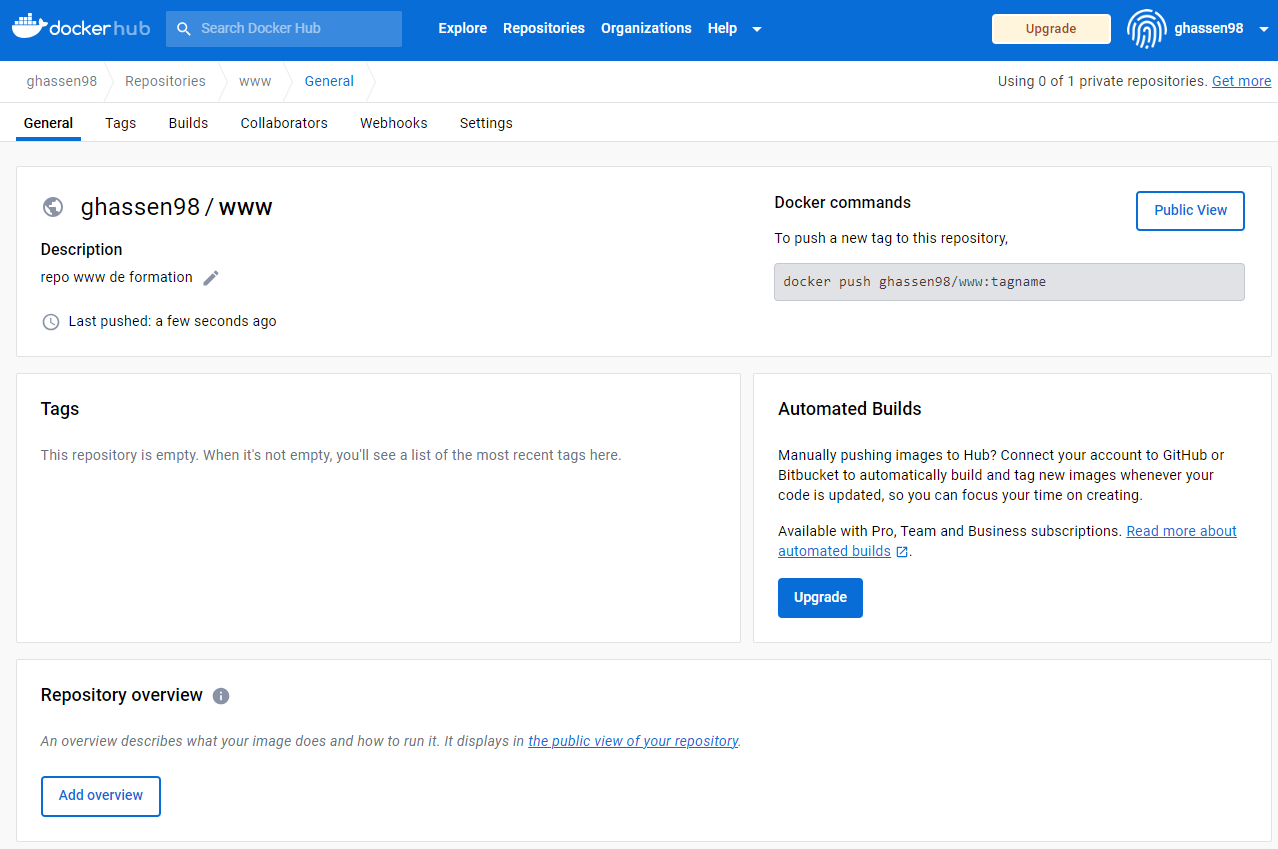 docker hub
Search Docker Hub
Explore Repositories Organizations Help
Upgrade
ghassen98
ghassen98 Repositories www General
Using 0 of 1 private repositories. Get more
General Tags Builds Collaborators Webhooks Settings
ghassen98 / www
Description
repo www de formation
Last pushed: a few seconds ago
Docker commands
Public View
To push a new tag to this repository,
docker push ghassen98/www:tagname
Tags
This repository is empty. When it's not empty, you'll see a list of the most recent tags here.
Automated Builds
Manually pushing images to Hub? Connect your account to GitHub or
Bitbucket to automatically build and tag new images whenever your
code is updated, so you can focus your time on creating.
Available with Pro, Team and Business subscriptions. Read more about
automated builds .
Upgrade
Repository overview
An overview describes what your image does and how to run it. It displays in the public view of your repository.
Add overview